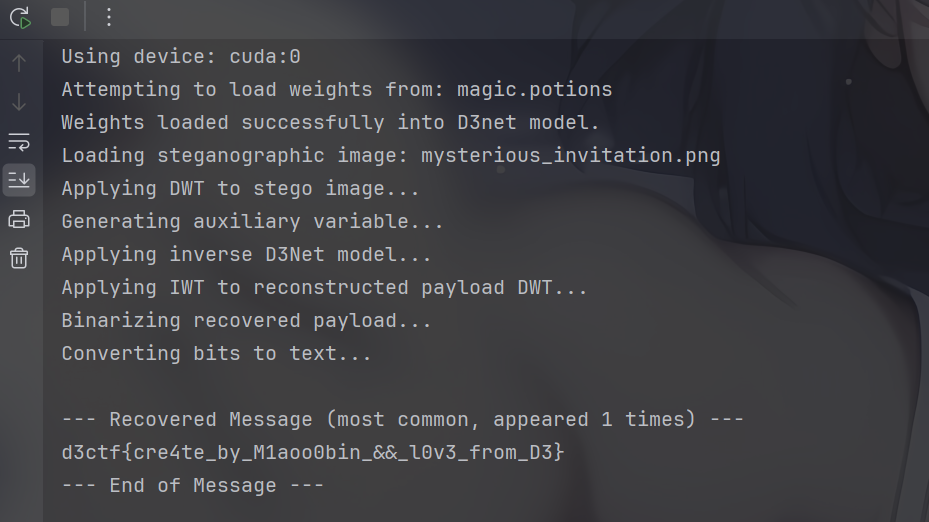 Using device: cuda:0
Attempting to load weights from: magic.potions
Weights loaded successfully into D3net model.
Loading steganographic image: mysterious_invitation.png
Applying DWT to stego image...
Generating auxiliary variable...
Applying inverse D3Net model...
Applying IWT to reconstructed payload DWT...
Binarizing recovered payload...
Converting bits to text...
--- Recovered Message (most common, appeared 1 times) ---
d3ctf{cre4te_by_M1aoo0bin_&&_l0v3_from_D3}
--- End of Message ---